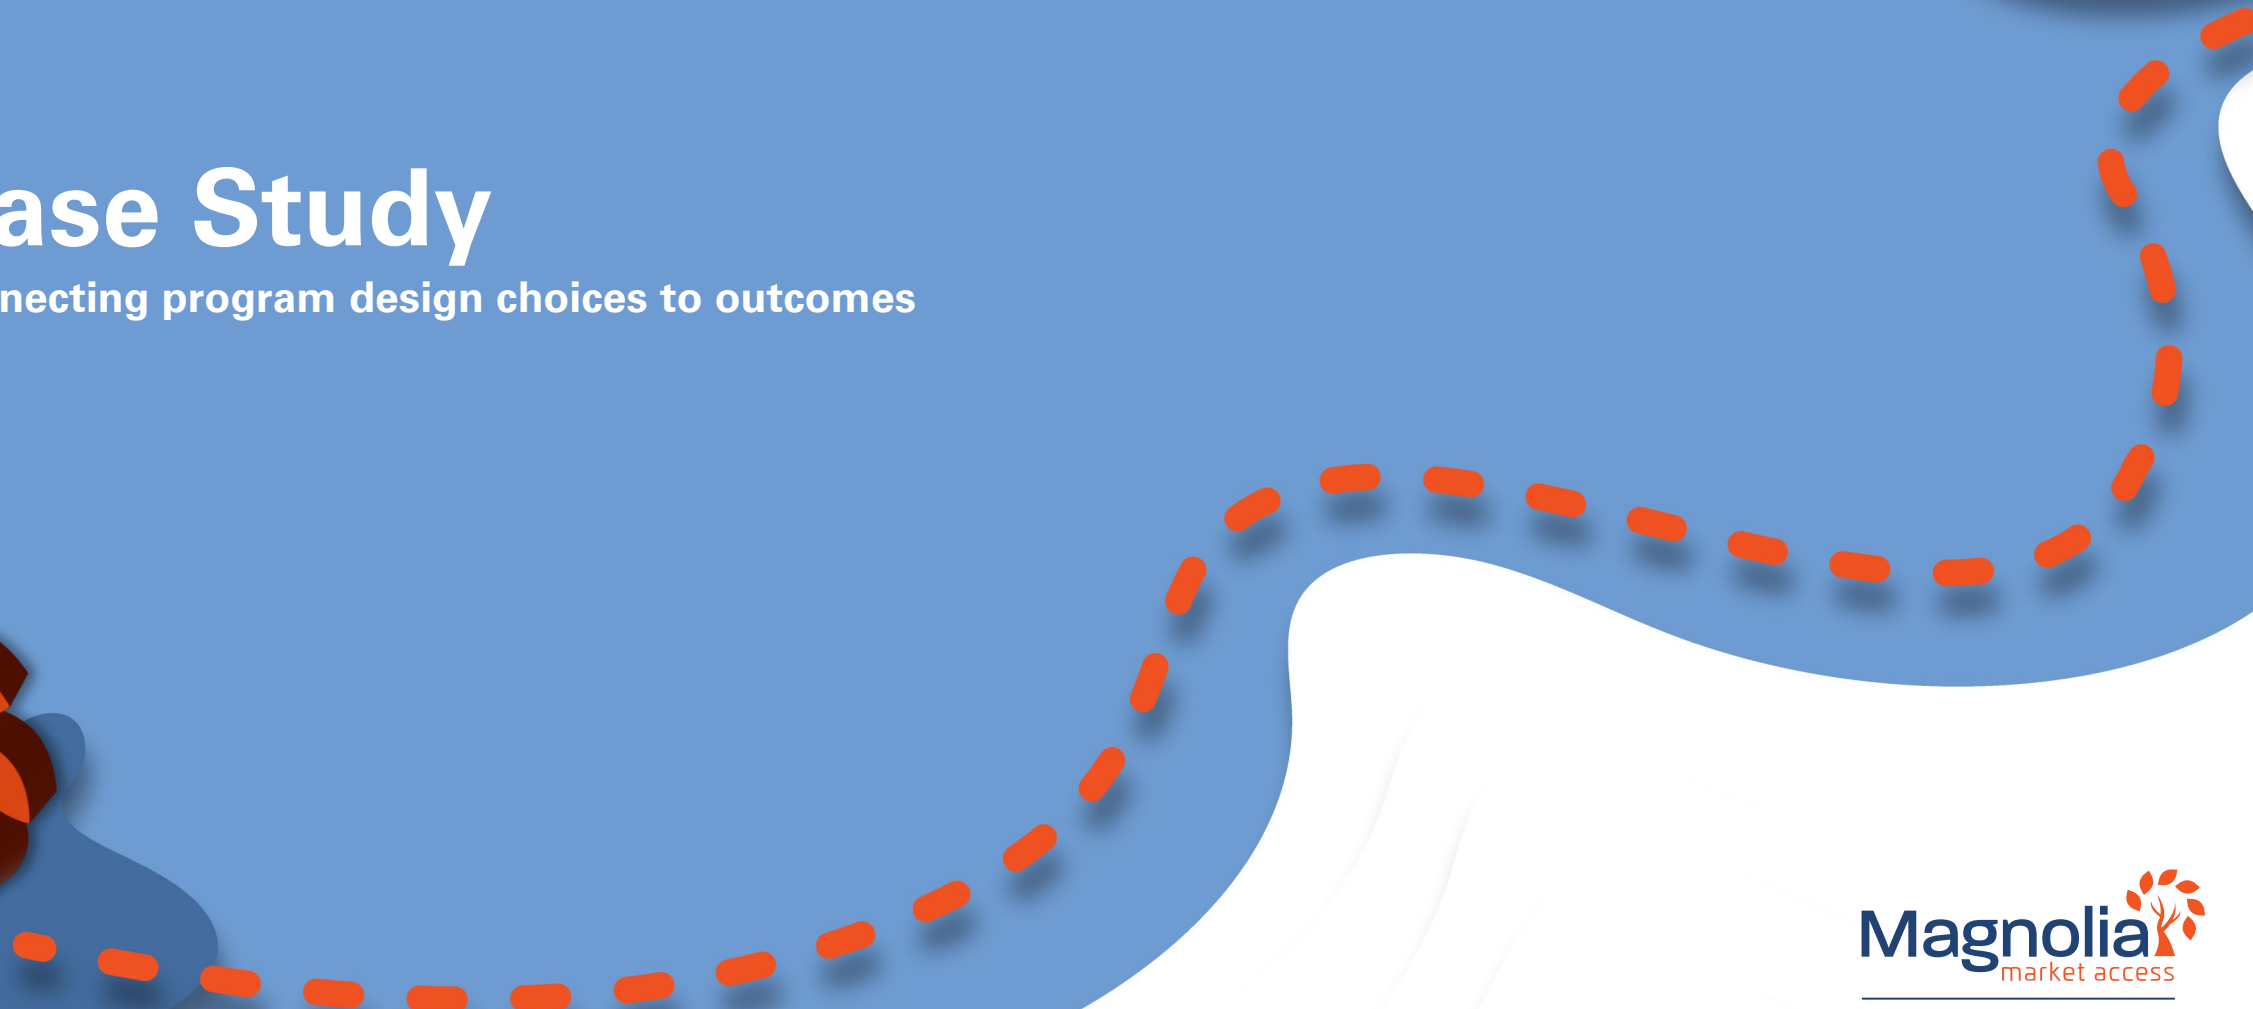 ase Study
necting program design choices to outcomes
Magnolia
market access